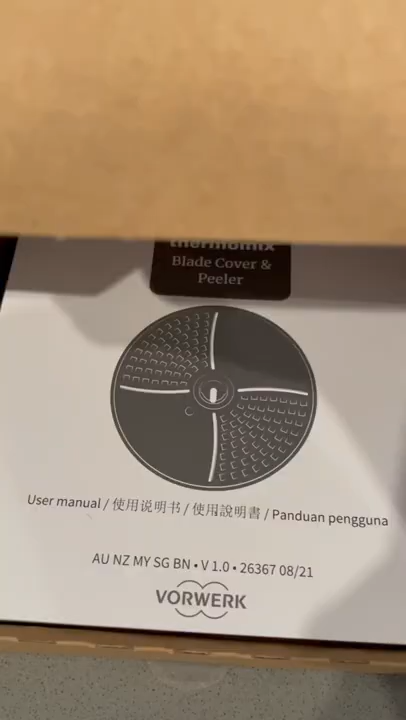 thermomix
Blade Cover &
Peeler
User manual / 使用说明书 / 使用說明書 / Panduan pengguna
AU NZ MY SG BN • V 1.0 • 26367 08/21
VORWERK